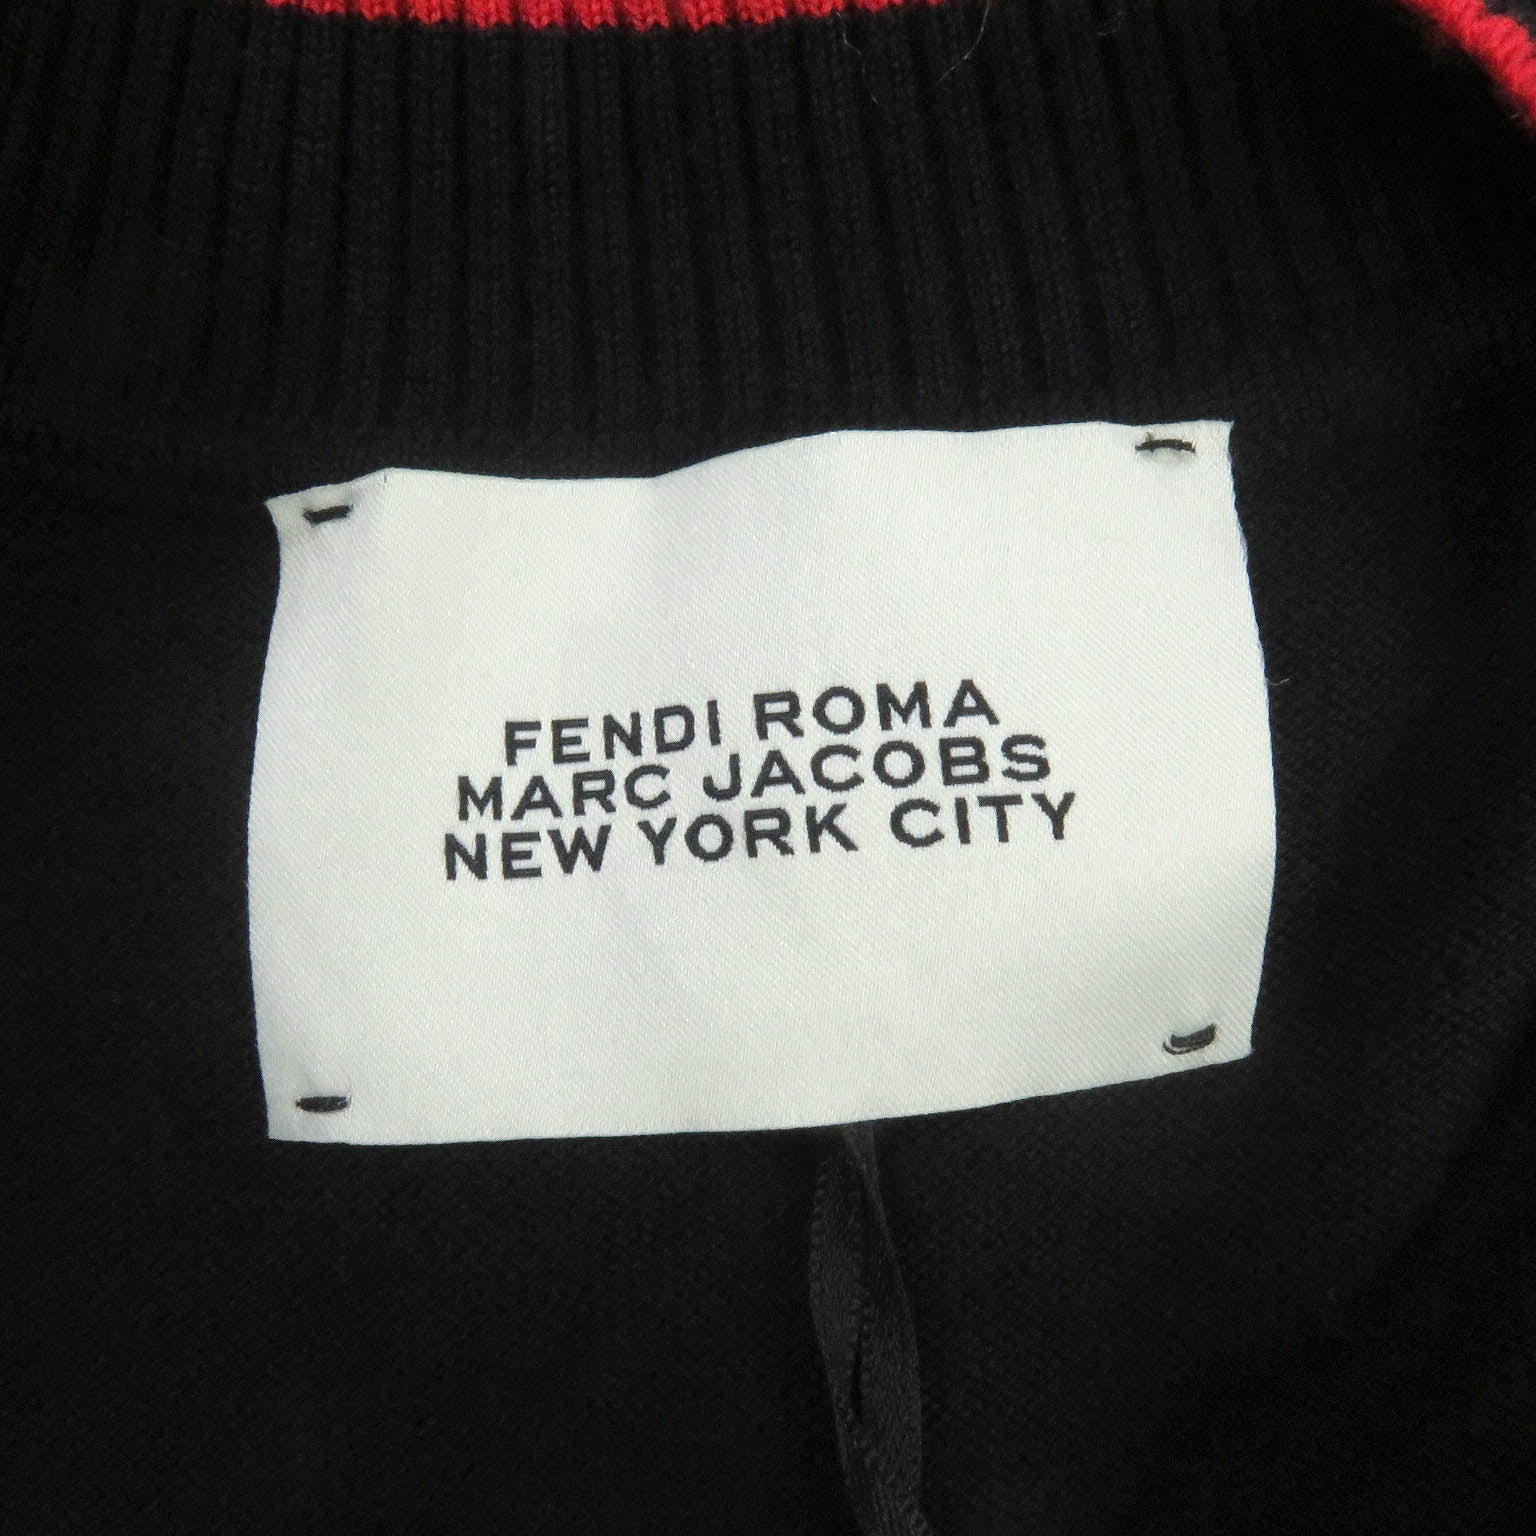 FENDI ROMA
MARC JACOBS
NEW YORK CITY